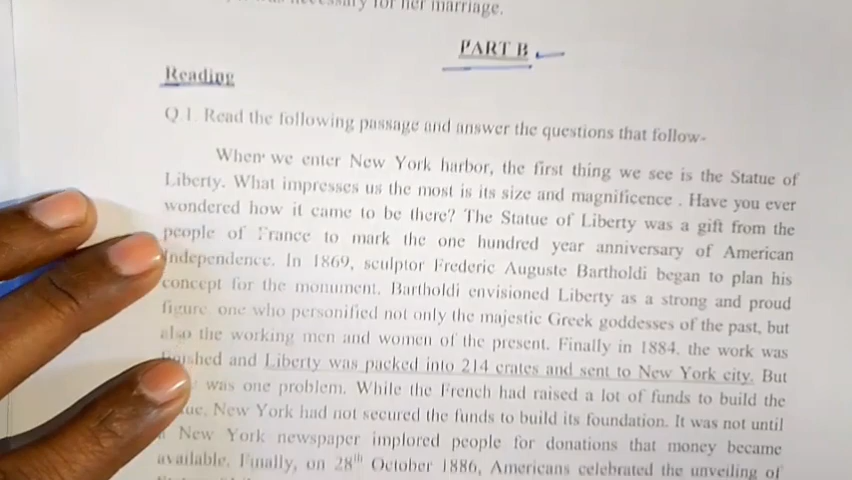 for her marriage.
PART B
Reading
Q 1. Read the following passage and answer the questions that follow-
When we enter New York harbor, the first thing we see is the Statue of
Liberty. What impresses us the most is its size and magnificence . Have you ever
wondered how it came to be there? The Statue of Liberty was a gift from the
people of France to mark the one hundred year anniversary of American
Independence. In 1869, sculptor Frederic Auguste Bartholdi began to plan his
concept for the monument. Bartholdi envisioned Liberty as a strong and proud
figure, one who personified not only the majestic Greek goddesses of the past, but
also the working men and women of the present. Finally in 1884, the work was
and Liberty was packed into 214 crates and sent to New York city. But
was one problem. While the French had raised a lot of funds to build the
New York had not secured the funds to build its foundation. It was not until
New York newspaper implored people for donations that money became
available. Finally, on 28th October 1886, Americans celebrated the unveiling of